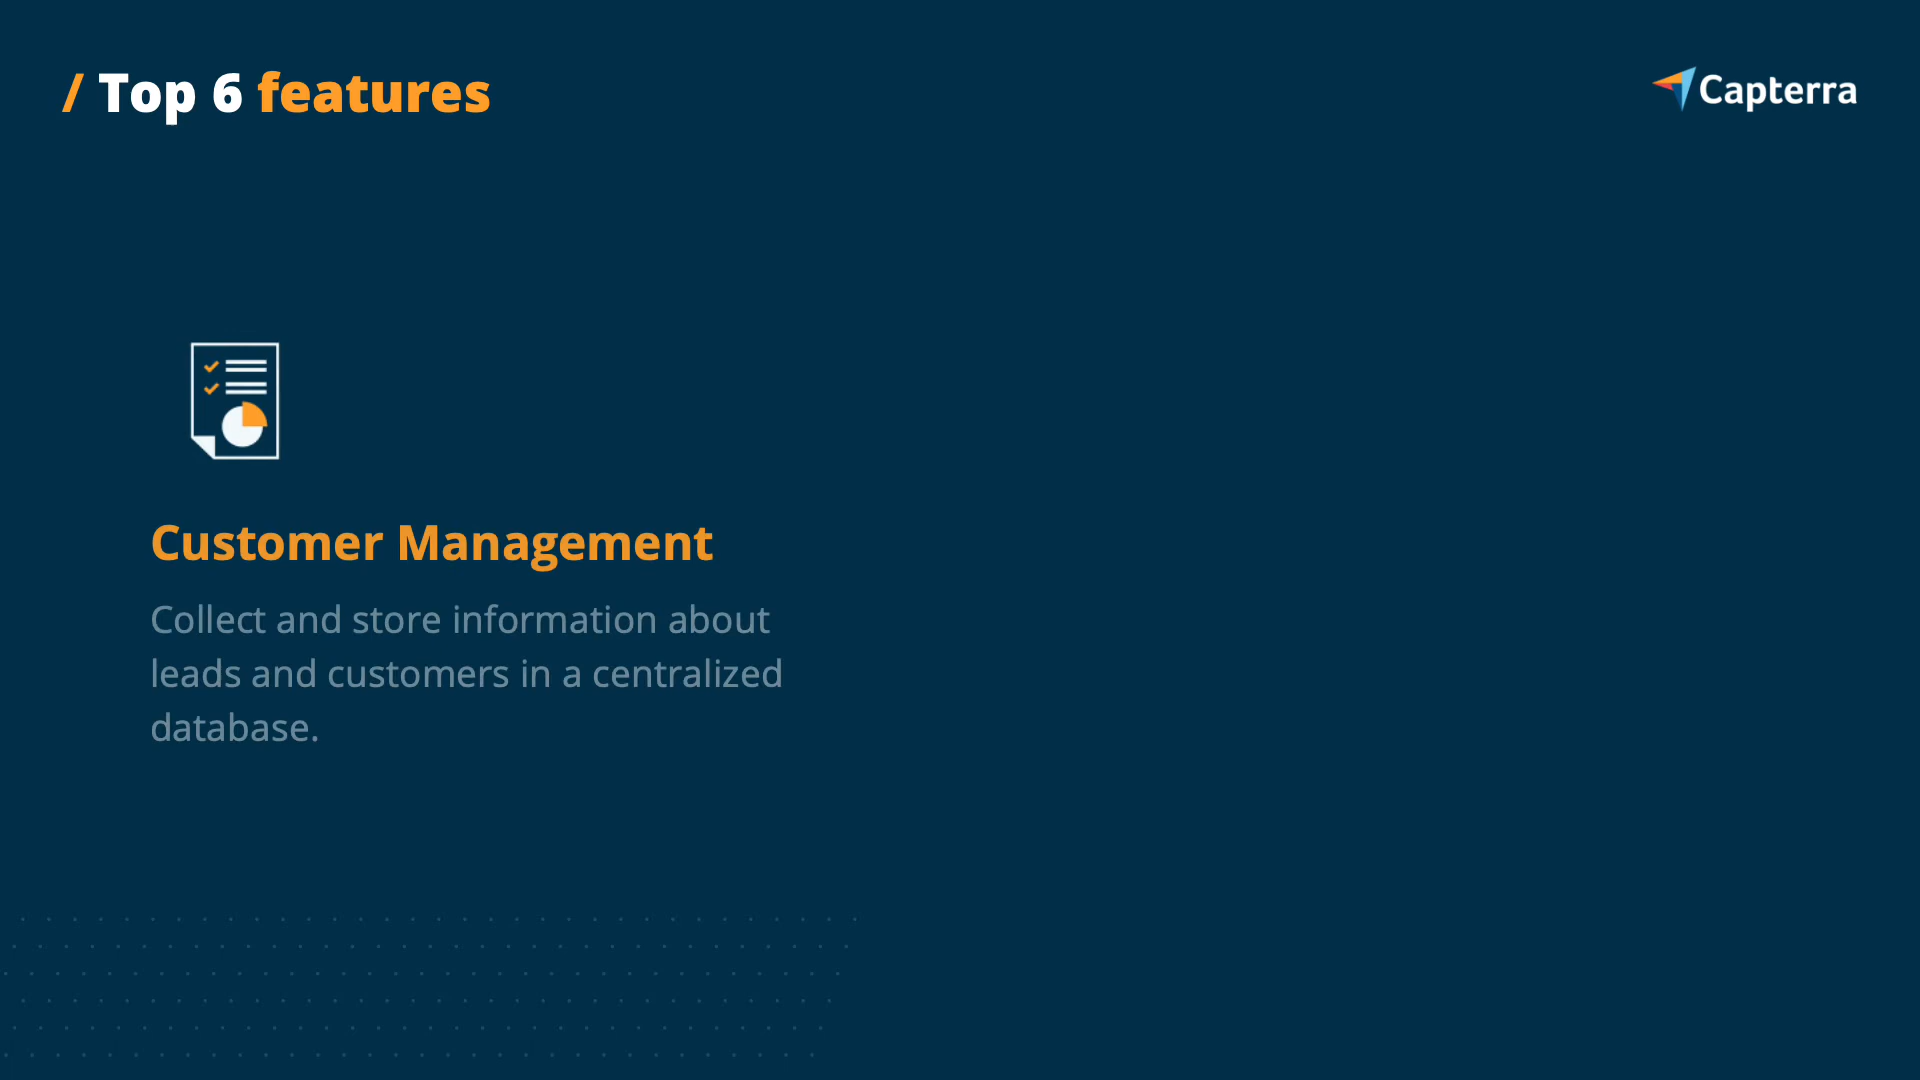 / Top 6 features
Capterra
Customer Management
Collect and store information about
leads and customers in a centralized
database.